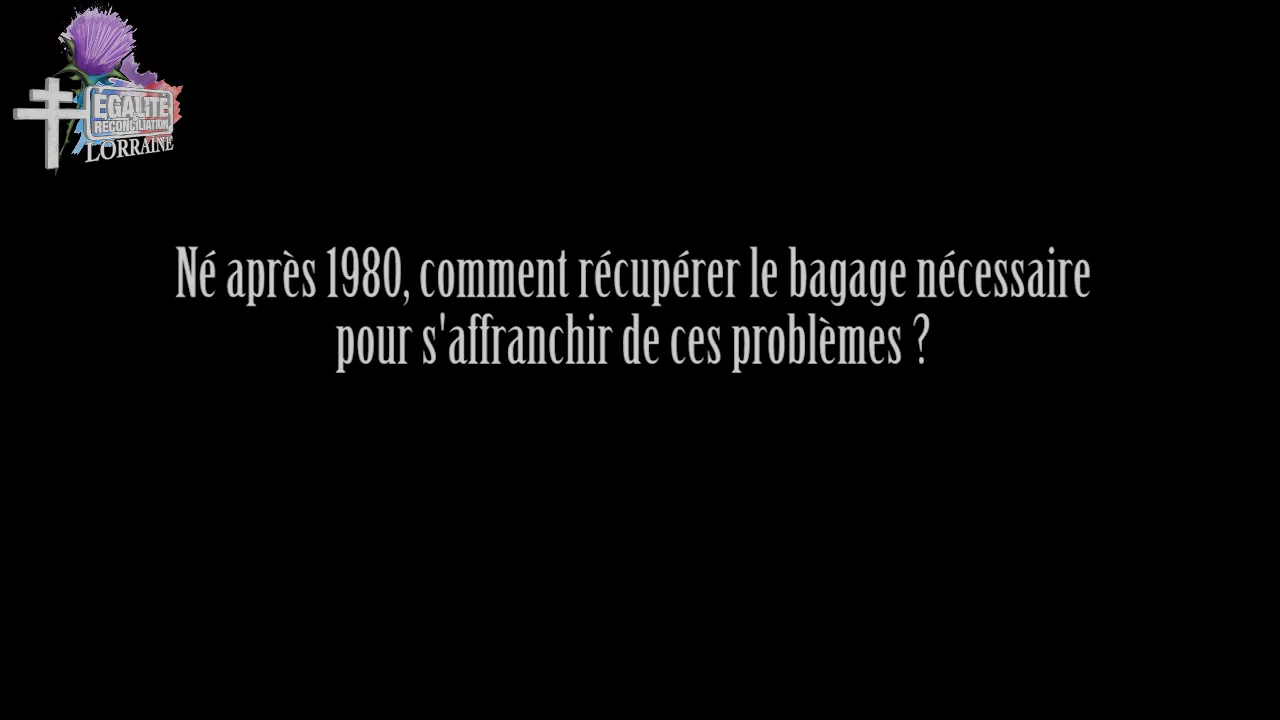 ÉGALITÉ
RÉCONCILIATION
LORRAINE
Né après 1980, comment récupérer le bagage nécessaire
pour s'affranchir de ces problèmes ?